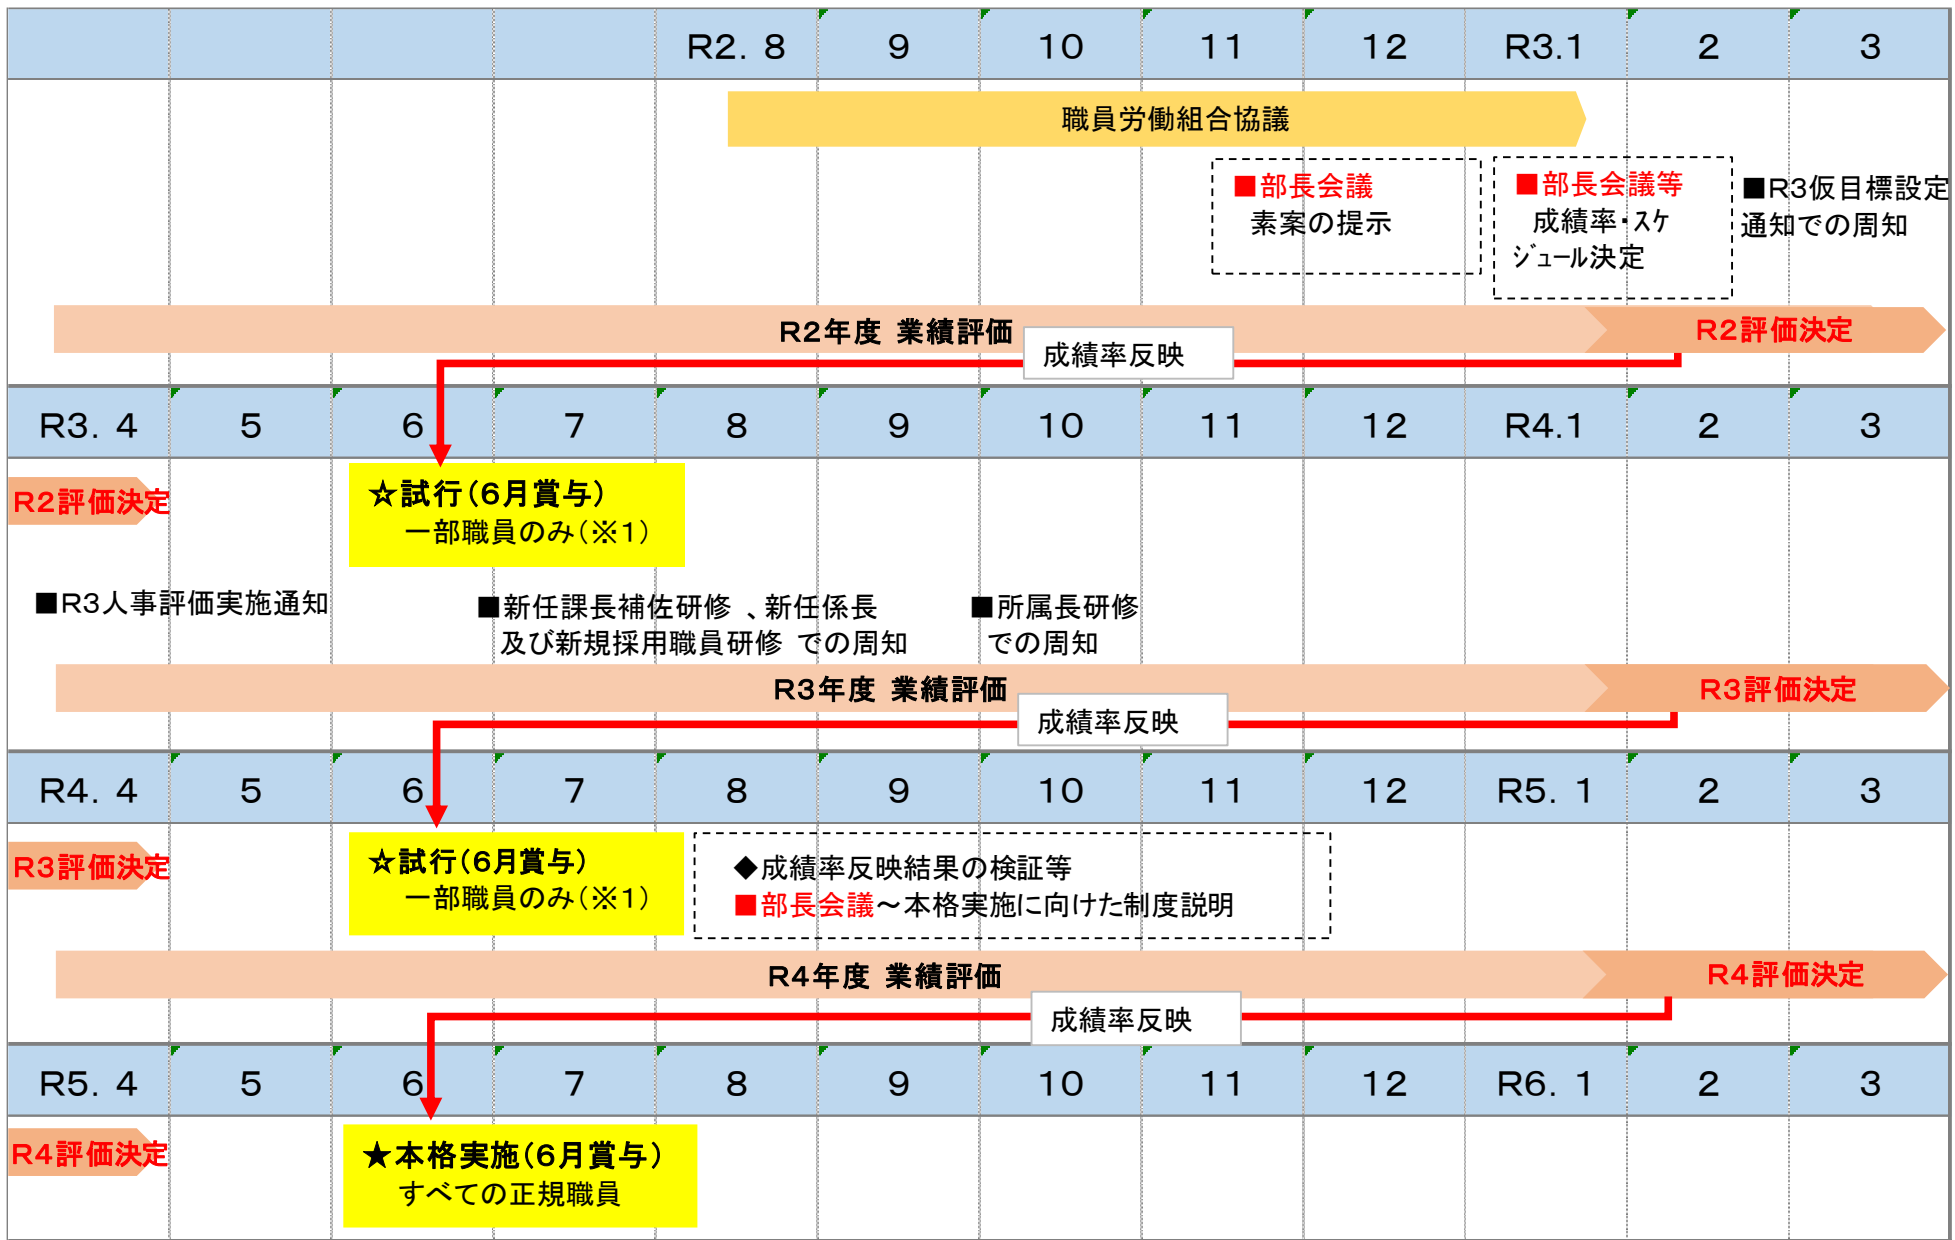 R2. 8 9 10 11 12 R3.1 2 3
職員労働組合協議
■部長会議
素案の提示
■部長会議等
成績率・ｽｹ
ｼﾞｭｰﾙ決定
■R3仮目標設定
通知での周知
R2年度 業績評価
R2評価決定
成績率反映
R3. 4 5 6 7 8 9 10 11 12 R4.1 2 3
R2評価決定
☆試行(6月賞与)
一部職員のみ(※1)
■R3人事評価実施通知
■新任課長補佐研修 、新任係長
及び新規採用職員研修 での周知
■所属長研修
での周知
R3年度 業績評価
R3評価決定
成績率反映
R4. 4 5 6 7 8 9 10 11 12 R5. 1 2 3
R3評価決定
☆試行(6月賞与)
一部職員のみ(※1)
◆成績率反映結果の検証等
■部長会議～本格実施に向けた制度説明
R4年度 業績評価
R4評価決定
成績率反映
R5. 4 5 6 7 8 9 10 11 12 R6. 1 2 3
R4評価決定
★本格実施(6月賞与)
すべての正規職員